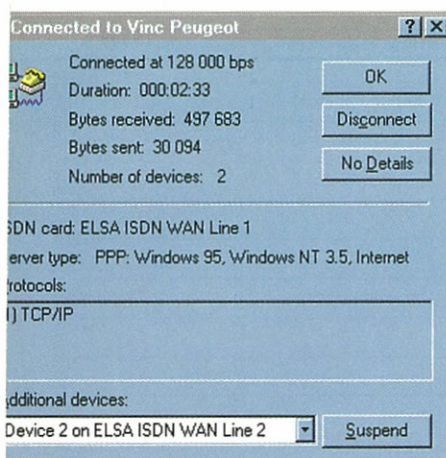 Connected to Vinc Peugeot
Connected at 128 000 bps
Duration: 000:02:33
Bytes received: 497 683
Bytes sent: 30 094
Number of devices: 2
OK
Disconnect
No Details
SDN card: ELSA ISDN WAN Line 1
erver type: PPP: Windows 95, Windows NT 3.5, Internet
rotocols:
) TCP/IP
dditional devices:
Device 2 on ELSA ISDN WAN Line 2
Suspend